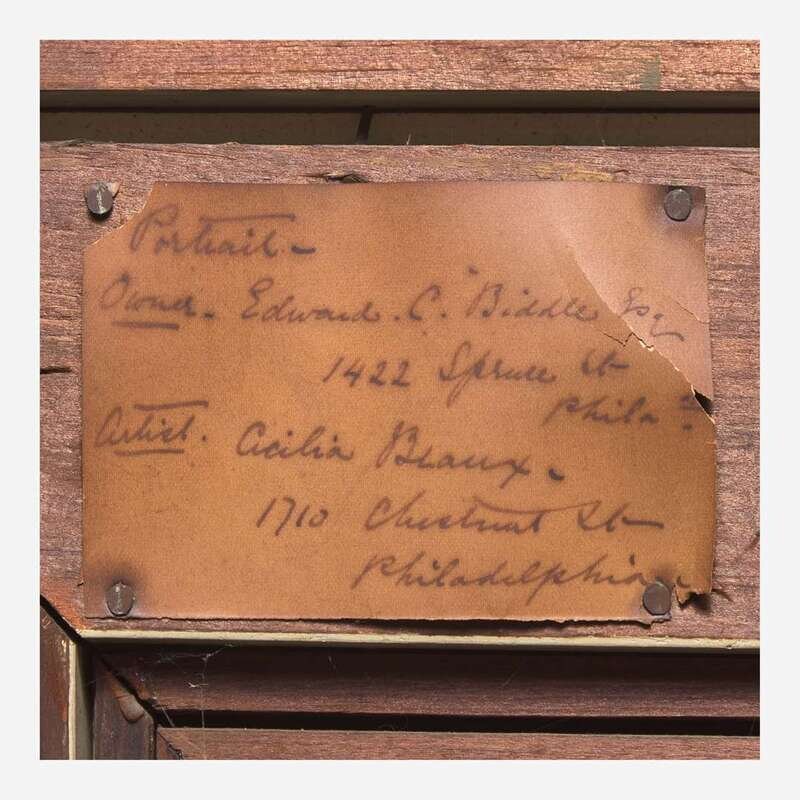 Portrait –
Owner. Edward. C. Biddle Esq
1422 Spruce St
Phila
Artist. Cecilia Beaux.
1710 Chestnut St
Philadelphia.